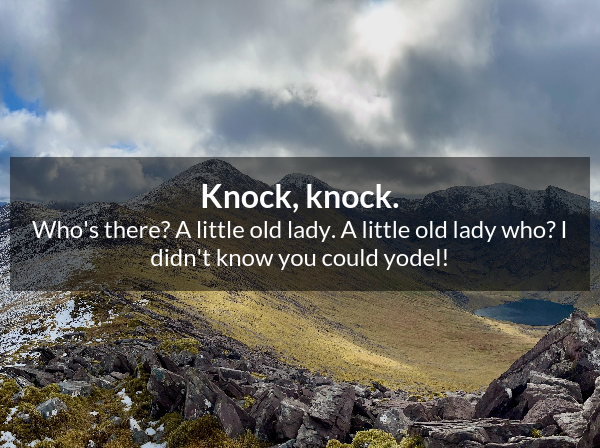 Knock, knock.
Who's there? A little old lady. A little old lady who? I
didn't know you could yodel!